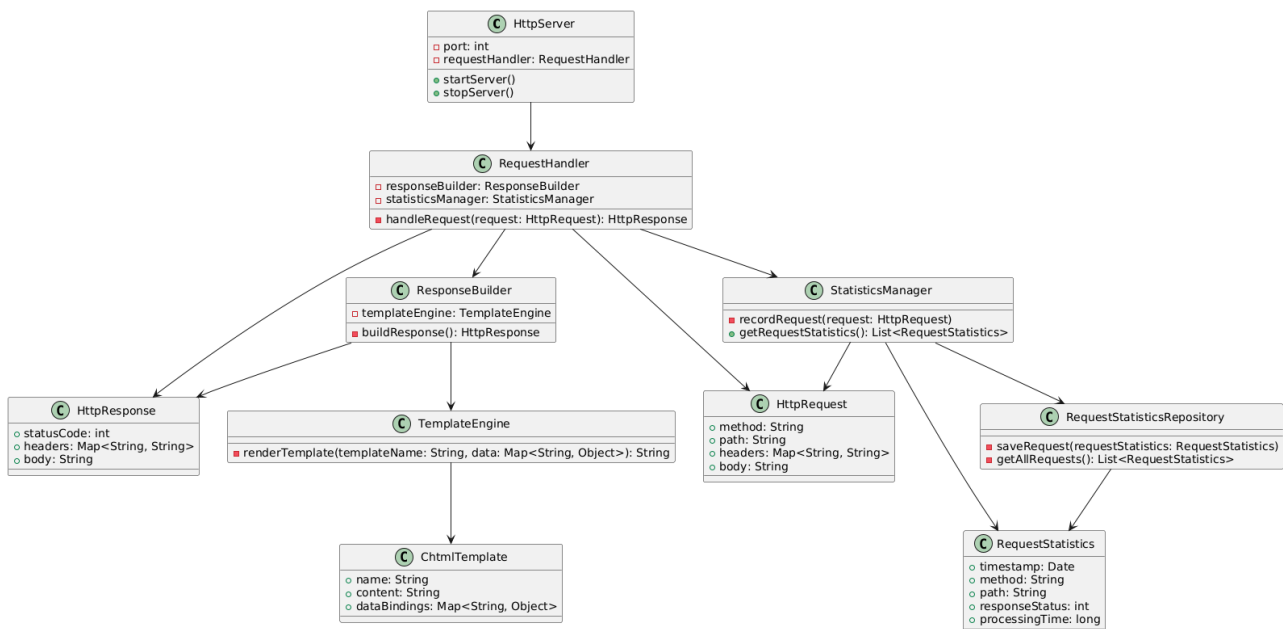 C HttpServer
port: int
requestHandler: RequestHandler
startServer()
stopServer()
C RequestHandler
responseBuilder: ResponseBuilder
statisticsManager: StatisticsManager
handleRequest(request: HttpRequest): HttpResponse
C ResponseBuilder
templateEngine: TemplateEngine
buildResponse(): HttpResponse
C StatisticsManager
recordRequest(request: HttpRequest)
getRequestStatistics(): List<RequestStatistics>
C HttpResponse
statusCode: int
headers: Map<String, String>
body: String
C TemplateEngine
renderTemplate(templateName: String, data: Map<String, Object>): String
C HttpRequest
method: String
path: String
headers: Map<String, String>
body: String
C RequestStatisticsRepository
saveRequest(requestStatistics: RequestStatistics)
getAllRequests(): List<RequestStatistics>
C ChtmlTemplate
name: String
content: String
dataBindings: Map<String, Object>
C RequestStatistics
timestamp: Date
method: String
path: String
responseStatus: int
processingTime: long